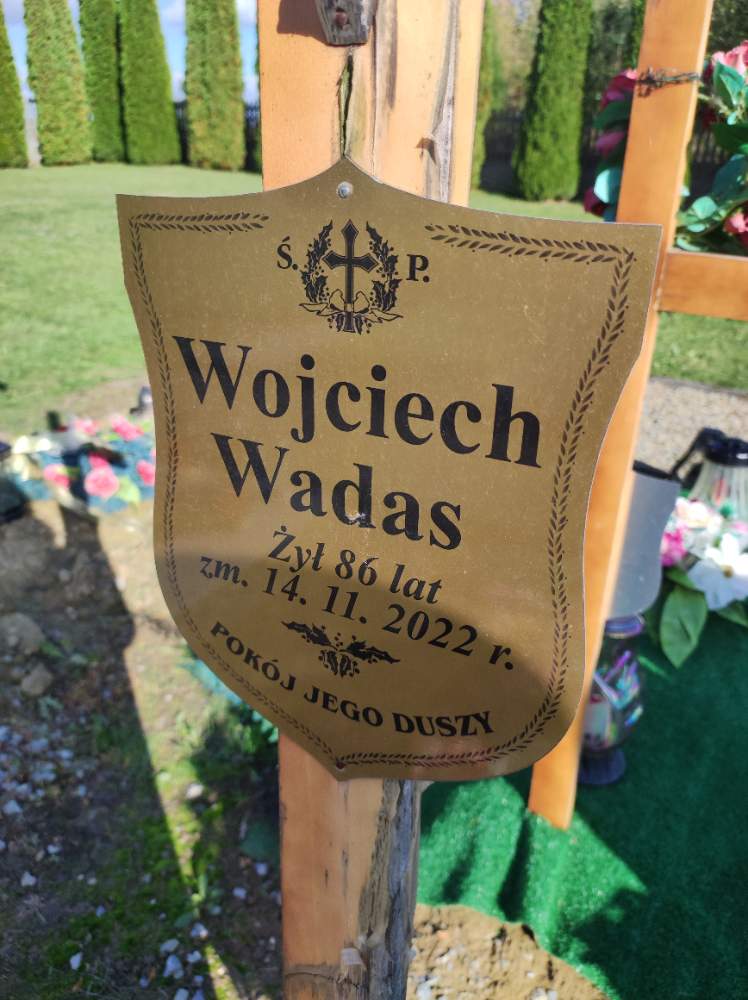 Ś. P.
Wojciech
Wadas
Żył 86 lat
zm. 14. 11. 2022 r.
POKÓJ JEGO DUSZY